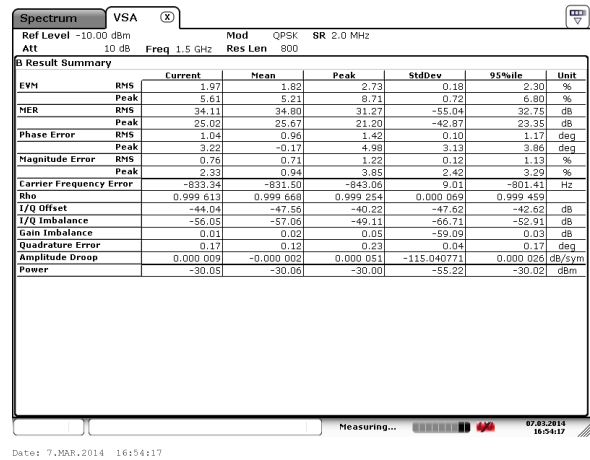 Spectrum VSA X
Ref Level -10.00 dBm Mod QPSK SR 2.0 MHz
Att 10 dB Freq 1.5 GHz Res Len 800
B Result Summary
Current Mean Peak StdDev 95%ile Unit
EVM RMS 1.97 1.82 2.73 0.18 2.30 %
Peak 5.61 5.21 8.71 0.72 6.80 %
MER RMS 34.11 34.80 31.27 -55.04 32.75 dB
Peak 25.02 25.67 21.20 -42.87 23.35 dB
Phase Error RMS 1.04 0.96 1.42 0.10 1.17 deg
Peak 3.22 -0.17 4.98 3.13 3.86 deg
Magnitude Error RMS 0.76 0.71 1.22 0.12 1.13 %
Peak 2.33 0.94 3.85 2.42 3.29 %
Carrier Frequency Error -833.34 -831.50 -843.06 9.01 -801.41 Hz
Rho 0.999 613 0.999 668 0.999 254 0.000 069 0.999 459
I/Q Offset -44.04 -47.56 -40.22 -47.62 -42.62 dB
I/Q Imbalance -56.05 -57.06 -49.11 -66.71 -52.91 dB
Gain Imbalance 0.01 0.02 0.05 -59.09 0.03 dB
Quadrature Error 0.17 0.12 0.23 0.04 0.17 deg
Amplitude Droop 0.000 009 -0.000 002 0.000 051 -115.040771 0.000 026 dB/sym
Power -30.05 -30.06 -30.00 -55.22 -30.02 dBm
Measuring... 07.03.2014
16:54:17
Date: 7.MAR.2014 16:54:17